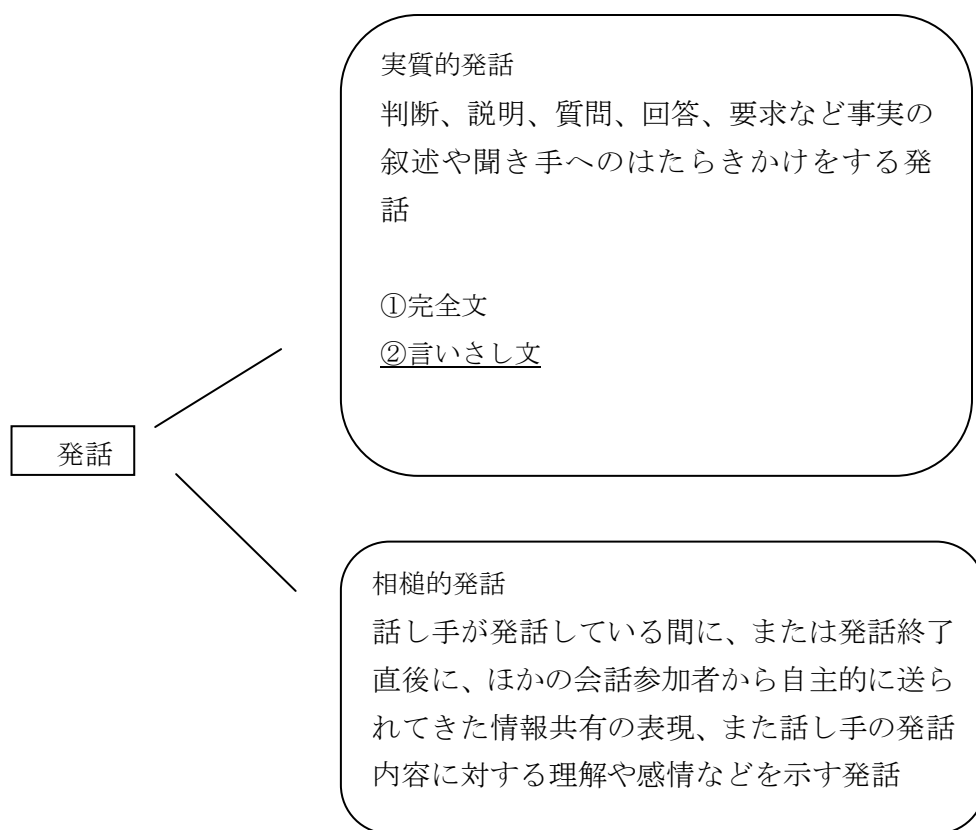 実質的発話
判断、説明、質問、回答、要求など事実の
叙述や聞き手へのはたらきかけをする発
話
①完全文
②言いさし文
発話
相槌的発話
話し手が発話している間に、または発話終了
直後に、ほかの会話参加者から自主的に送ら
れてきた情報共有の表現、また話し手の発話
内容に対する理解や感情などを示す発話